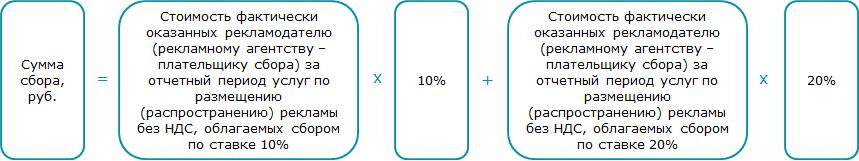 Сумма
сбора,
руб.
=
Стоимость фактически
оказанных рекламодателю
(рекламному агентству –
плательщику сбора) за
отчетный период услуг по
размещению
(распространению) рекламы
без НДС, облагаемых сбором
по ставке 10%
х
10%
+
Стоимость фактически
оказанных рекламодателю
(рекламному агентству –
плательщику сбора) за
отчетный период услуг по
размещению
(распространению) рекламы
без НДС, облагаемых сбором
по ставке 20%
х
20%